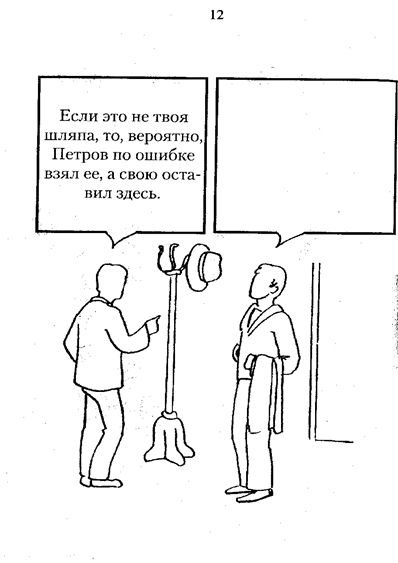 12
Если это не твоя
шляпа, то, вероятно,
Петров по ошибке
взял ее, а свою оста-
вил здесь.